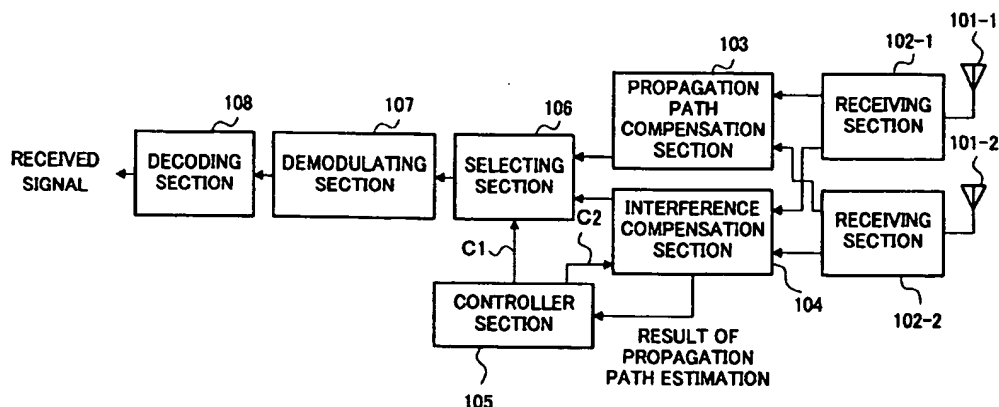 101-1
102-1
103
PROPAGATION
PATH
COMPENSATION
SECTION
RECEIVING
SECTION
108
107
106
101-2
RECEIVED
SIGNAL
DECODING
SECTION
DEMODULATING
SECTION
SELECTING
SECTION
INTERFERENCE
COMPENSATION
SECTION
RECEIVING
SECTION
C1
C2
104
102-2
CONTROLLER
SECTION
105
RESULT OF
PROPAGATION
PATH ESTIMATION